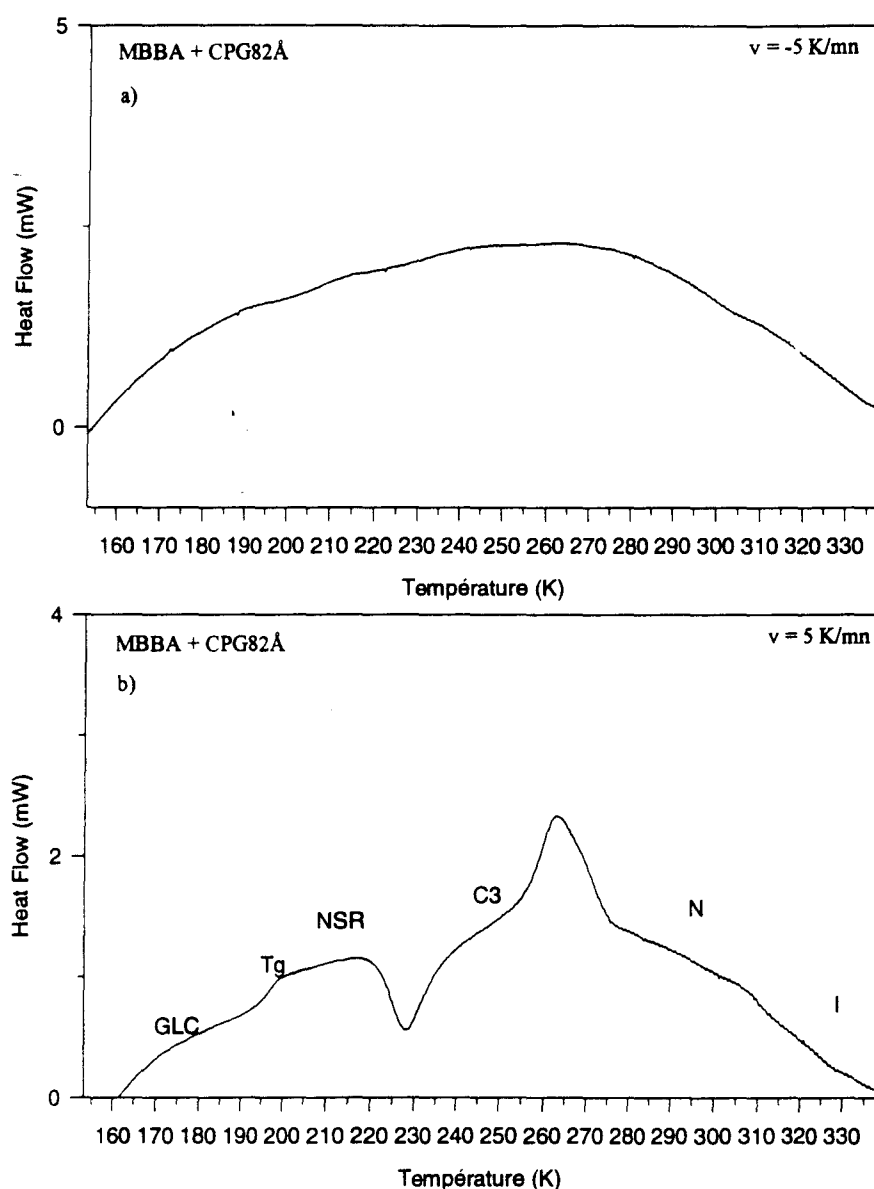 5
MBBA + CPG82Å
v = -5 K/mn
a)
Heat Flow (mW)
0
160 170 180 190 200 210 220 230 240 250 260 270 280 290 300 310 320 330
Température (K)
4
MBBA + CPG82Å
v = 5 K/mn
b)
Heat Flow (mW)
2
C3
N
NSR
Tg
GLC
I
0
160 170 180 190 200 210 220 230 240 250 260 270 280 290 300 310 320 330
Température (K)